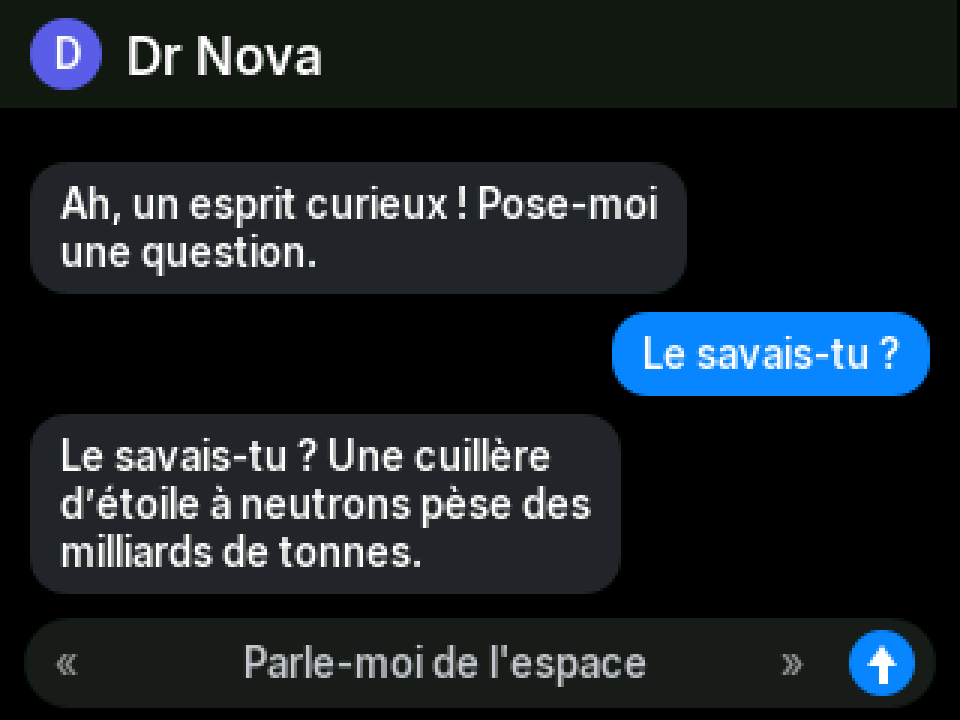 D
Dr Nova
Ah, un esprit curieux ! Pose-moi
une question.
Le savais-tu ?
Le savais-tu ? Une cuillère
d'étoile à neutrons pèse des
milliards de tonnes.
« Parle-moi de l'espace »